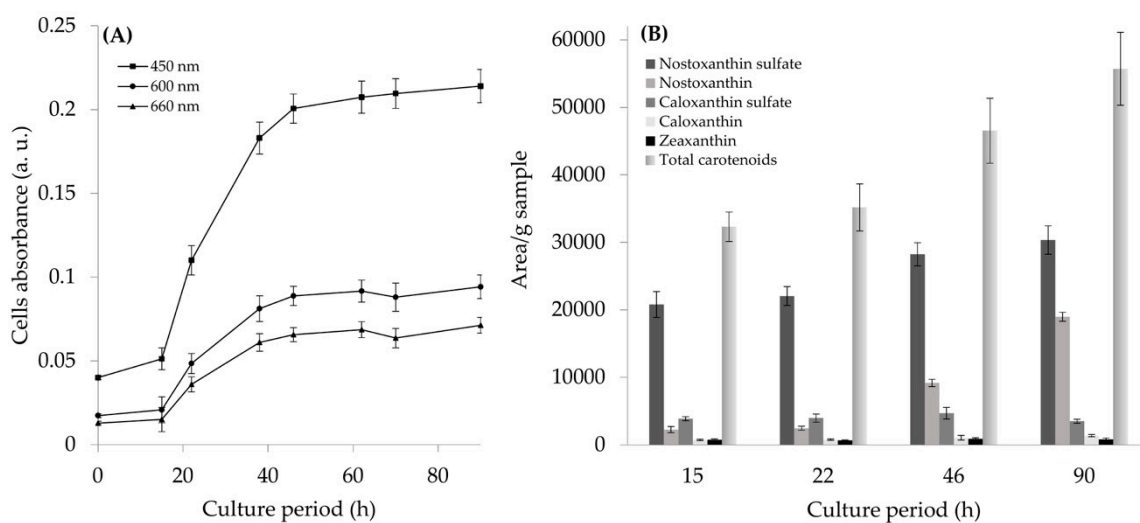 (A)
450 nm
600 nm
660 nm
Cells absorbance (a. u.)
0.25
0.2
0.15
0.1
0.05
0
0 20 40 60 80
Culture period (h)
(B)
Nostoxanthin sulfate
Nostoxanthin
Caloxanthin sulfate
Caloxanthin
Zeaxanthin
Total carotenoids
Area/g sample
60000
50000
40000
30000
20000
10000
0
15 22 46 90
Culture period (h)